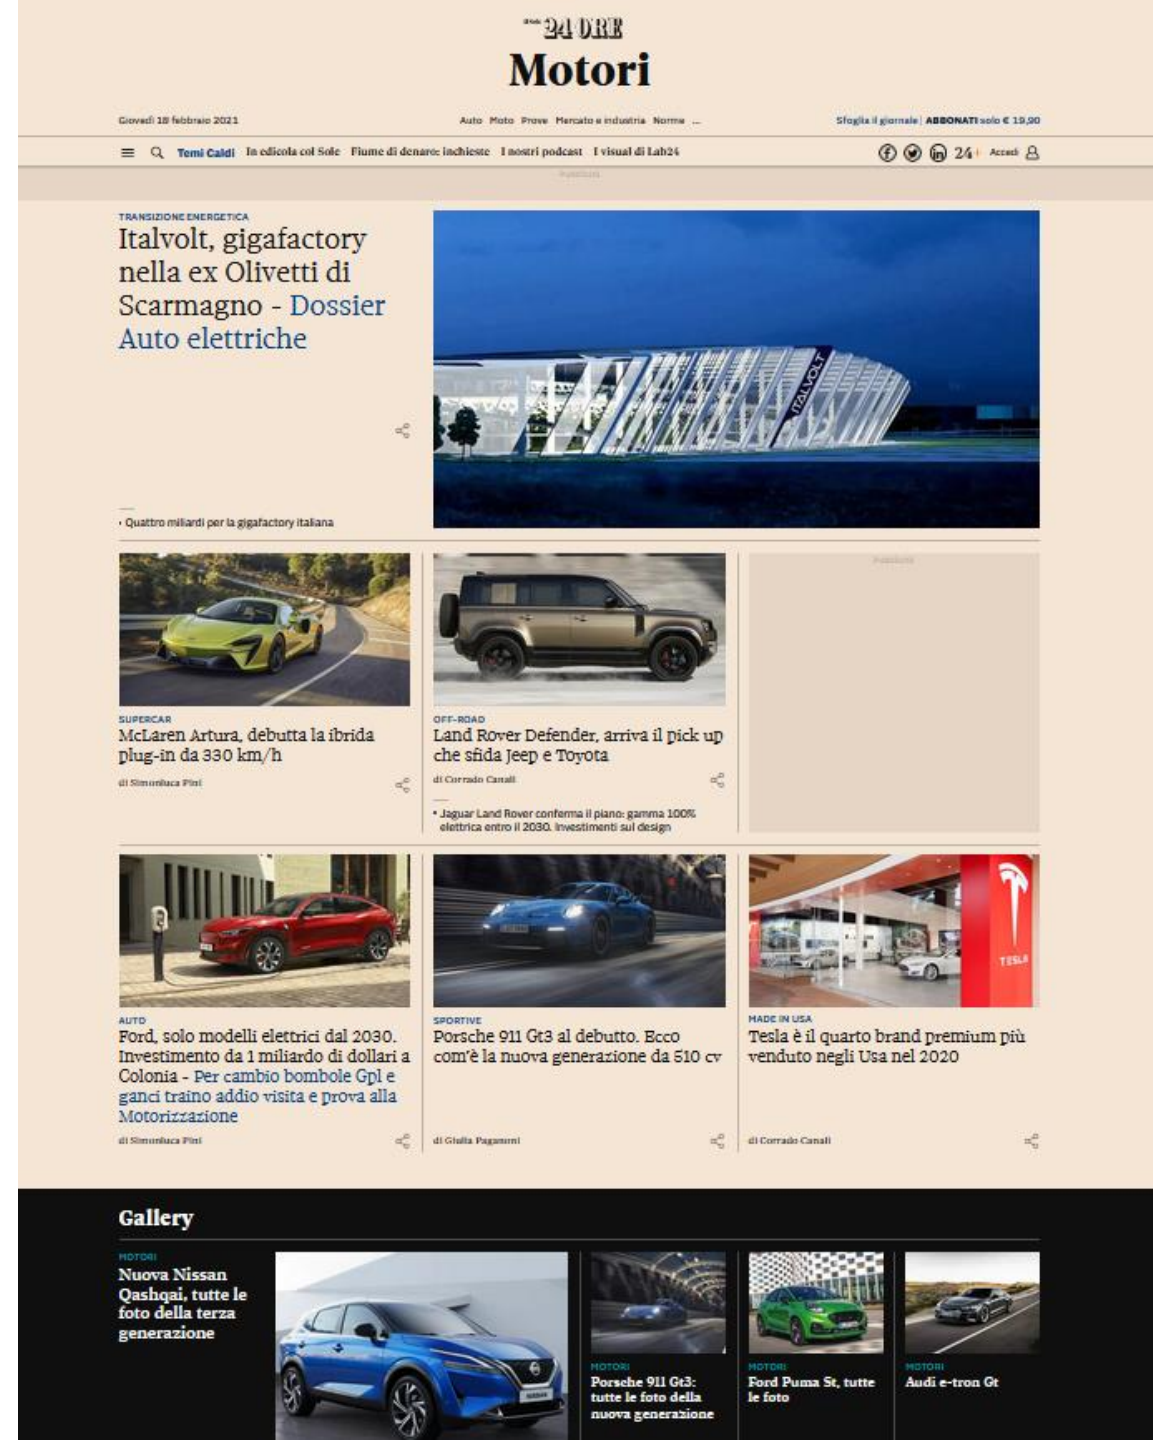 24 ORE
Motori
Giovedì 18 febbraio 2021
Auto Moto Prove Mercato e industria Norme ...
Sfoglia il giornale | ABBONATI solo € 19,90
Temi Caldi In edicola col Sole Fiume di denaro: inchieste I nostri podcast I visual di Lab24
24+ Accedi
PUBBLICITÀ
TRANSIZIONE ENERGETICA
Italvolt, gigafactory
nella ex Olivetti di
Scarmagno - Dossier
Auto elettriche
ITALVOLT
• Quattro miliardi per la gigafactory italiana
PUBBLICITÀ
SUPERCAR
McLaren Artura, debutta la ibrida
plug-in da 330 km/h
di Simonluca Pini
OFF-ROAD
Land Rover Defender, arriva il pick up
che sfida Jeep e Toyota
di Corrado Canali
• Jaguar Land Rover conferma il piano: gamma 100%
elettrica entro il 2030. Investimenti sul design
TESLA
AUTO
Ford, solo modelli elettrici dal 2030.
Investimento da 1 miliardo di dollari a
Colonia - Per cambio bombole Gpl e
ganci traino addio visita e prova alla
Motorizzazione
di Simonluca Pini
SPORTIVE
Porsche 911 Gt3 al debutto. Ecco
com'è la nuova generazione da 510 cv
di Giulia Paganoni
MADE IN USA
Tesla è il quarto brand premium più
venduto negli Usa nel 2020
di Corrado Canali
Gallery
MOTORI
Nuova Nissan
Qashqai, tutte le
foto della terza
generazione
MOTORI
Porsche 911 Gt3:
tutte le foto della
nuova generazione
MOTORI
Ford Puma St, tutte
le foto
MOTORI
Audi e-tron Gt